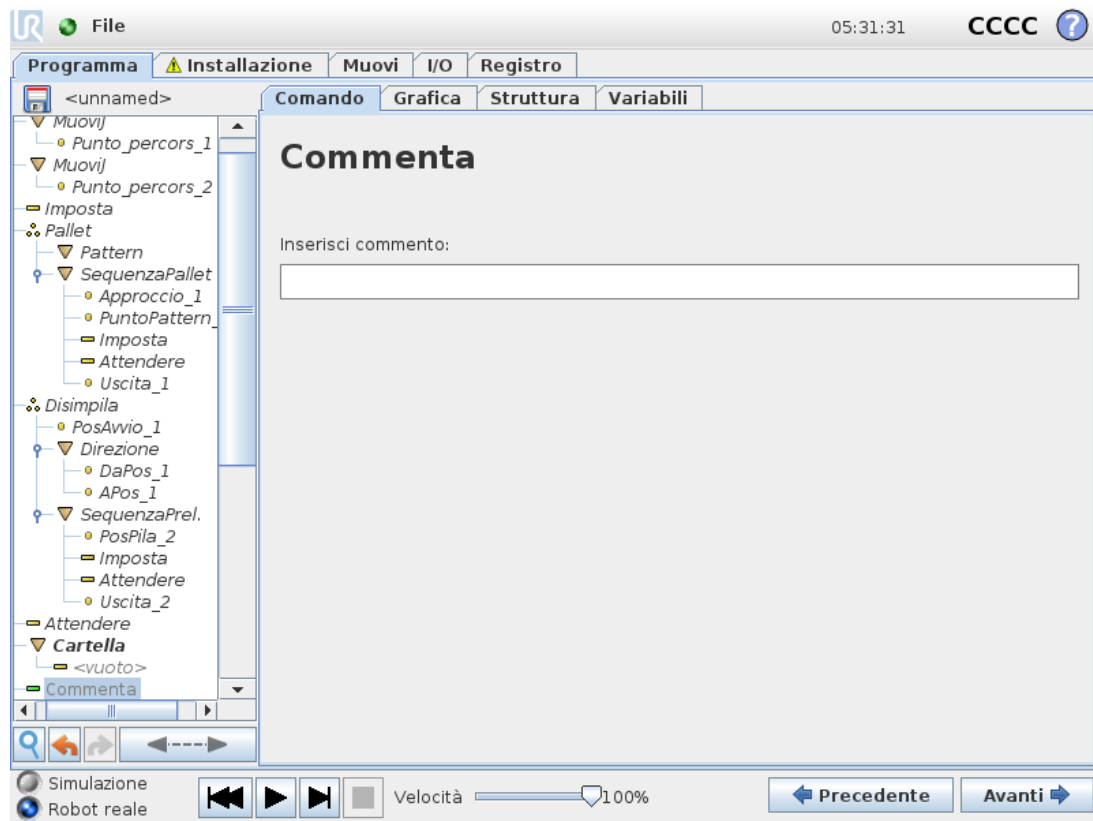 UR File 05:31:31 CCCC ?
Programma Installazione Muovi I/O Registro
<unnamed> Comando Grafica Struttura Variabili
MuoviJ
Punto_percors_1
MuoviJ
Punto_percors_2
Imposta
Pallet
Pattern
SequenzaPallet
Approccio_1
PuntoPattern_
Imposta
Attendere
Uscita_1
Disimpila
PosAvvio_1
Direzione
DaPos_1
APos_1
SequenzaPrel.
PosPila_2
Imposta
Attendere
Uscita_2
Attendere
Cartella
<vuoto>
Commenta
Commenta
Inserisci commento:
Simulazione
Robot reale
Velocità 100%
Precedente Avanti